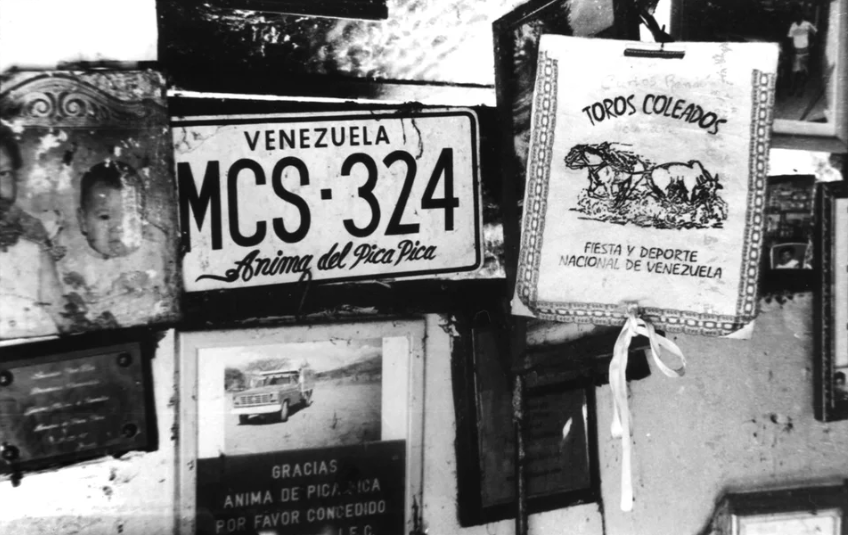 VENEZUELA
MCS·324
Anima del Pica Pica
TOROS COLEADOS
FIESTA Y DEPORTE
NACIONAL DE VENEZUELA
GRACIAS
ANIMA DE PICA PICA
POR FAVOR CONCEDIDO